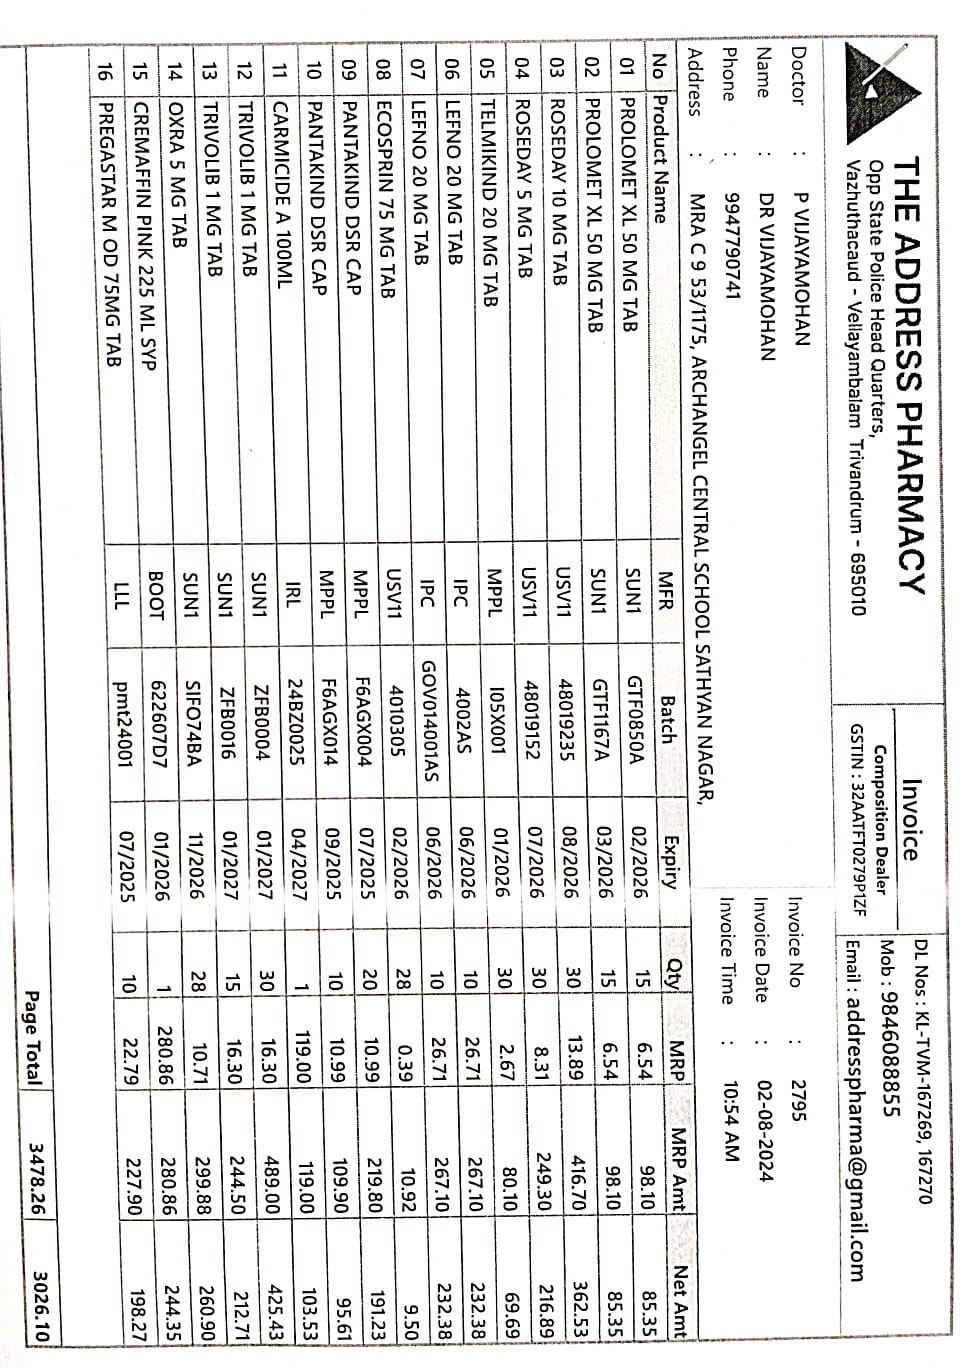 THE ADDRESS PHARMACY
Opp State Police Head Quarters,
Vazhuthacaud - Vellayambalam Trivandrum - 695010
Invoice
Composition Dealer
GSTIN : 32AATFT0279P1ZF
DL Nos : KL-TVM-167269, 167270
Mob : 9846088855
Email : addresspharma@gmail.com
Doctor : P VIJAYAMOHAN
Name : DR VIJAYAMOHAN
Phone : 9947790741
Address : MRA C 9 53/1175, ARCHANGEL CENTRAL SCHOOL SATHYAN NAGAR,
Invoice No : 2795
Invoice Date : 02-08-2024
Invoice Time : 10:54 AM
No Product Name MFR Batch Expiry Qty MRP MRP Amt Net Amt
01 PROLOMET XL 50 MG TAB SUN1 GTF0850A 02/2026 15 6.54 98.10 85.35
02 PROLOMET XL 50 MG TAB SUN1 GTF1167A 03/2026 15 6.54 98.10 85.35
03 ROSEDAY 10 MG TAB USV11 48019235 08/2026 30 13.89 416.70 362.53
04 ROSEDAY 5 MG TAB USV11 48019152 07/2026 30 8.31 249.30 216.89
05 TELMIKIND 20 MG TAB MPPL I05X001 01/2026 30 2.67 80.10 69.69
06 LEFNO 20 MG TAB IPC 4002AS 06/2026 10 26.71 267.10 232.38
07 LEFNO 20 MG TAB IPC GOV014001AS 06/2026 10 26.71 267.10 232.38
08 ECOSPRIN 75 MG TAB USV11 4010305 02/2026 28 0.39 10.92 9.50
09 PANTAKIND DSR CAP MPPL F6AGX004 07/2025 20 10.99 219.80 191.23
10 PANTAKIND DSR CAP MPPL F6AGX014 09/2025 10 10.99 109.90 95.61
11 CARMICIDE A 100ML IRL 24BZ0025 04/2027 1 119.00 119.00 103.53
12 TRIVOLIB 1 MG TAB SUN1 ZFB0004 01/2027 30 16.30 489.00 425.43
13 TRIVOLIB 1 MG TAB SUN1 ZFB0016 01/2027 15 16.30 244.50 212.71
14 OXRA 5 MG TAB SUN1 SIFO74BA 11/2026 28 10.71 299.88 260.90
15 CREMAFFIN PINK 225 ML SYP BOOT 622607D7 01/2026 1 280.86 280.86 244.35
16 PREGASTAR M OD 75MG TAB LLL pmt24001 07/2025 10 22.79 227.90 198.27
Page Total 3478.26 3026.10